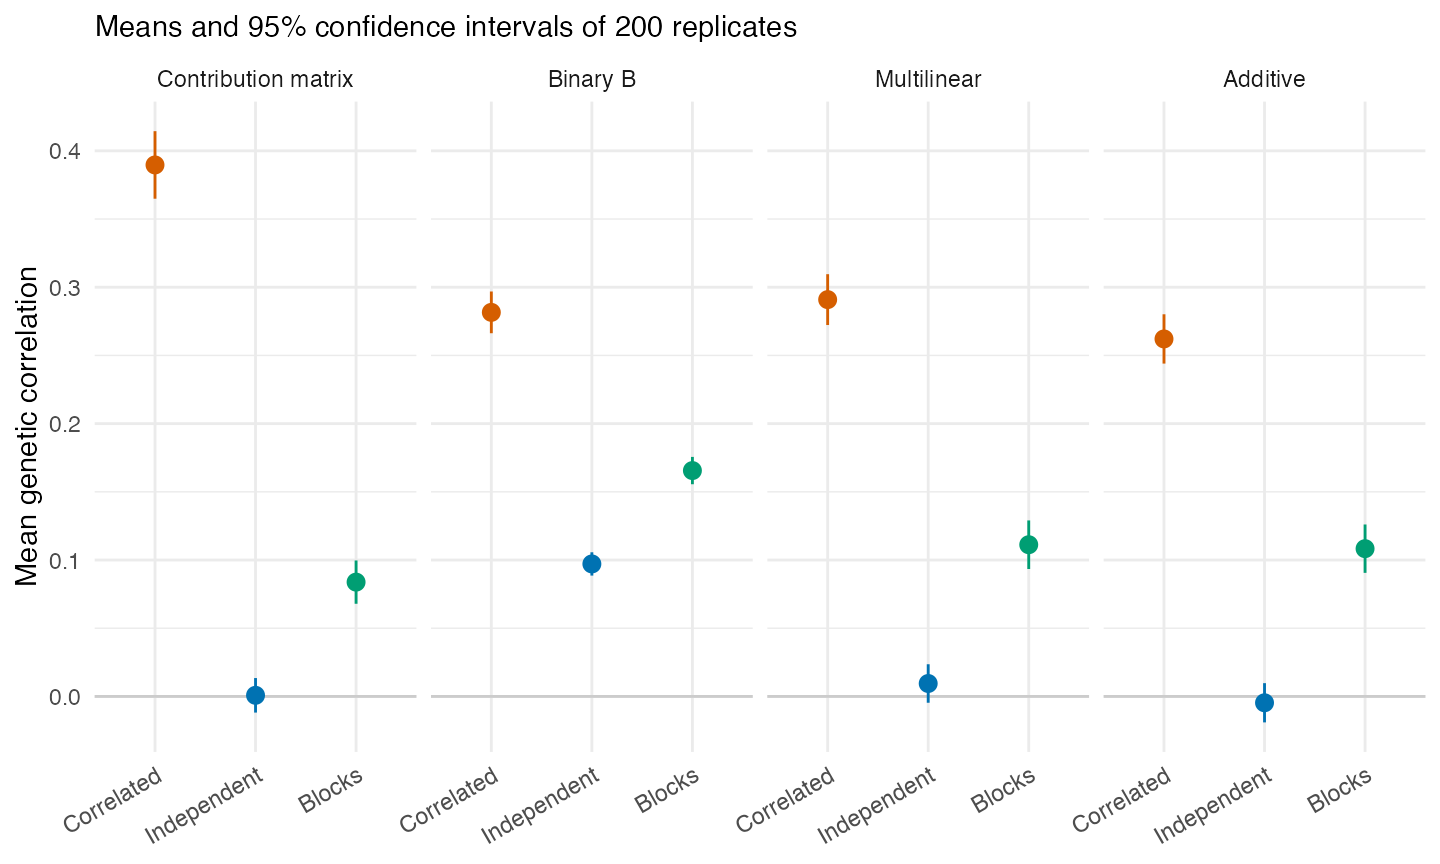 Means and 95% confidence intervals of 200 replicates
Contribution matrix
Binary B
Multilinear
Additive
Mean genetic correlation
0.4
0.3
0.2
0.1
0.0
Correlated
Independent
Blocks
Correlated
Independent
Blocks
Correlated
Independent
Blocks
Correlated
Independent
Blocks